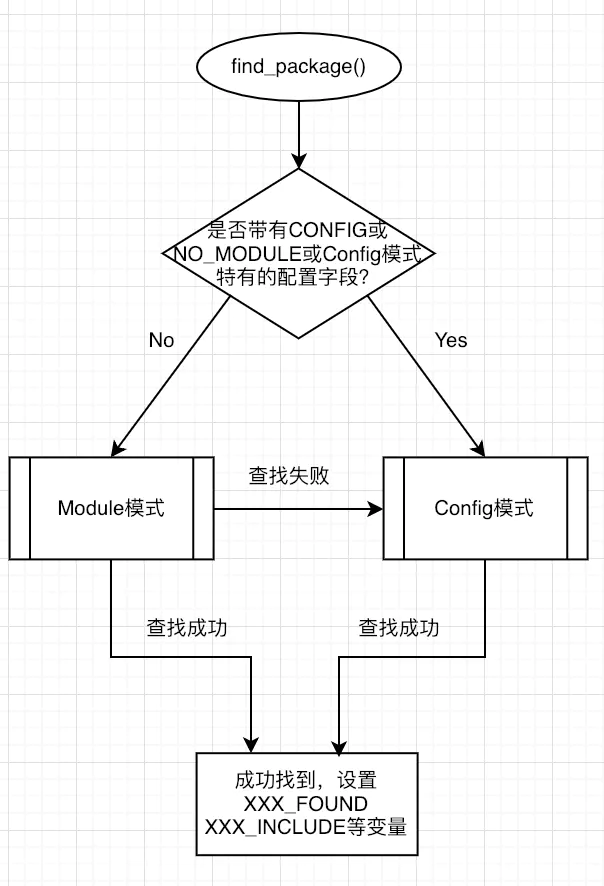 find_package()
是否带有CONFIG或
NO_MODULE或Config模式
特有的配置字段?
No
Yes
Module模式
查找失败
Config模式
查找成功
查找成功
成功找到，设置
XXX_FOUND
XXX_INCLUDE等变量